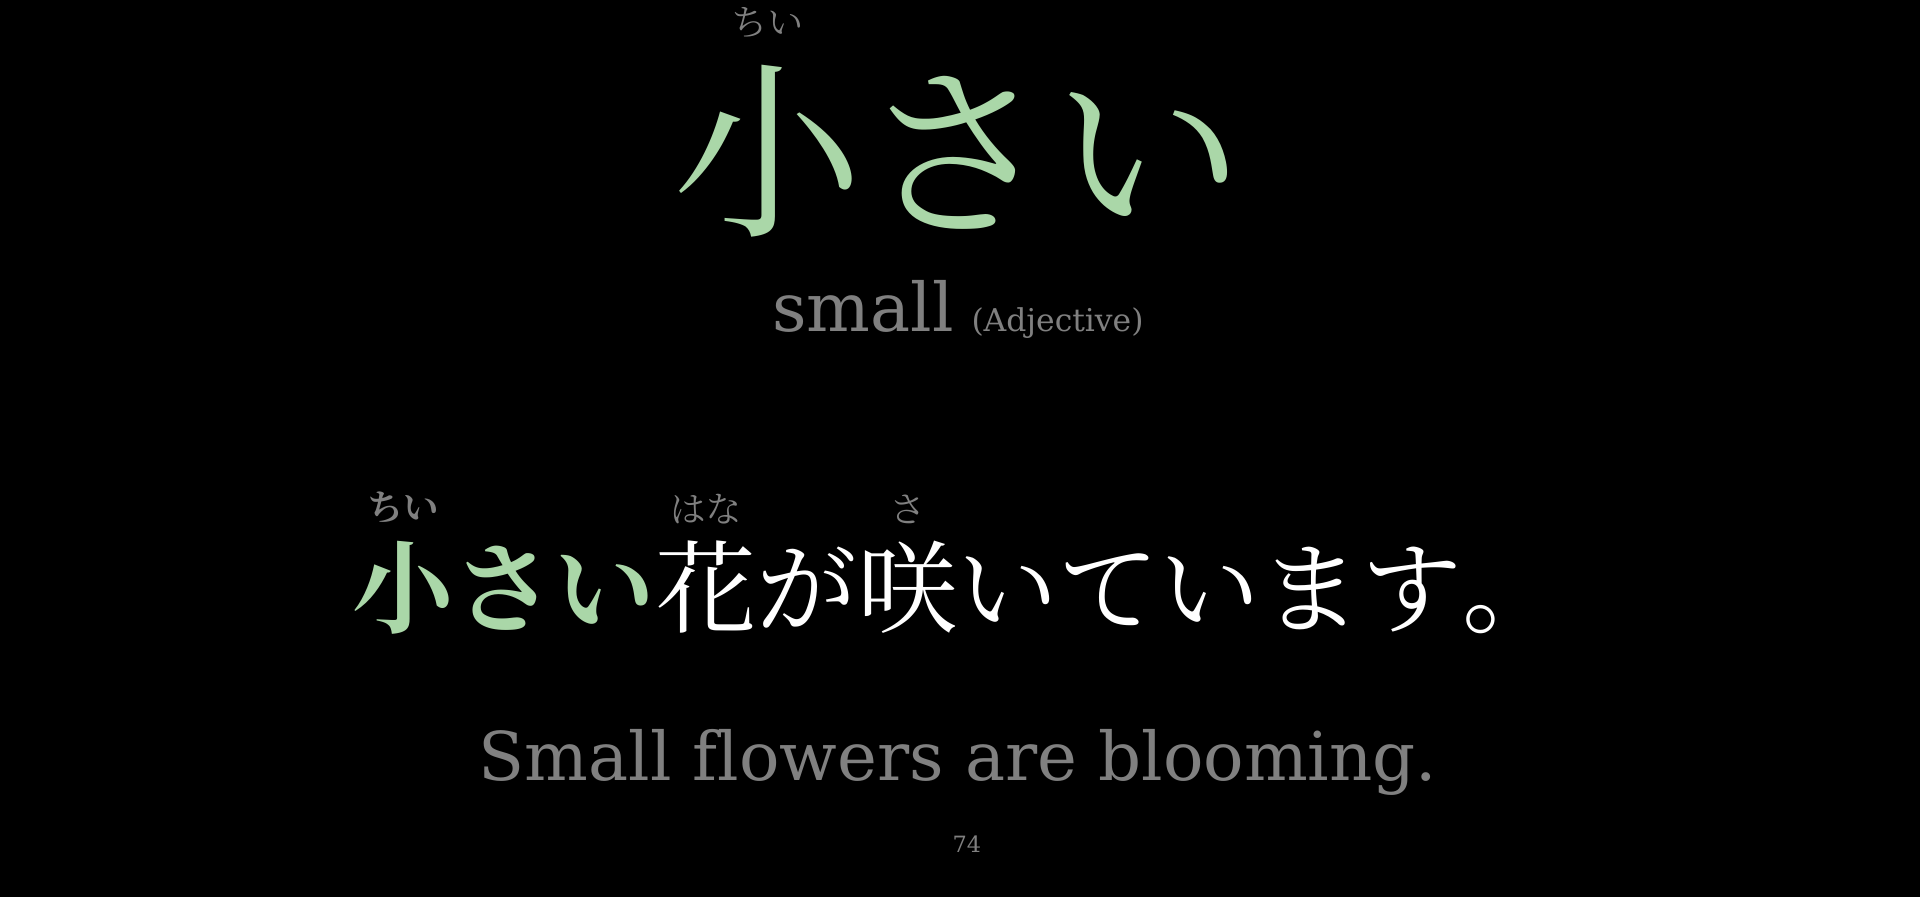 ちい
小さい
small (Adjective)
ちい はな さ
小さい花が咲いています。
Small flowers are blooming.
74